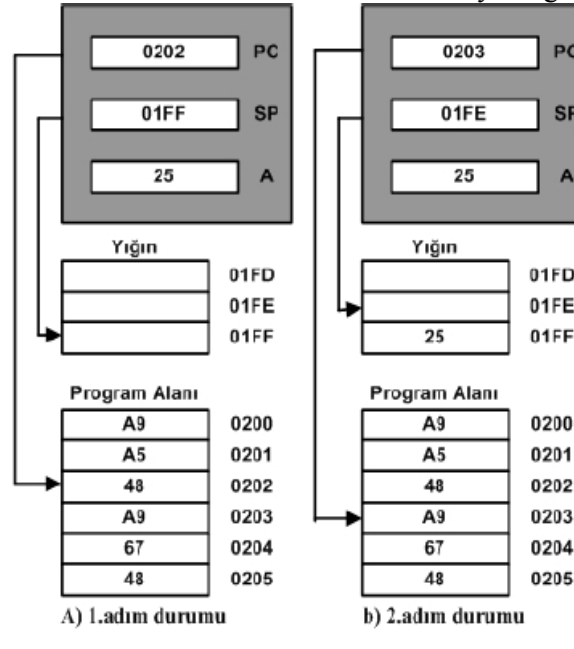 0202 PC 0203 PC
01FF SP 01FE SP
25 A 25 A
Yığın Yığın
01FD 01FD
01FE 01FE
01FF 25 01FF
Program Alanı Program Alanı
A9 0200 A9 0200
A5 0201 A5 0201
48 0202 48 0202
A9 0203 A9 0203
67 0204 67 0204
48 0205 48 0205
A) 1.adım durumu b) 2.adım durumu